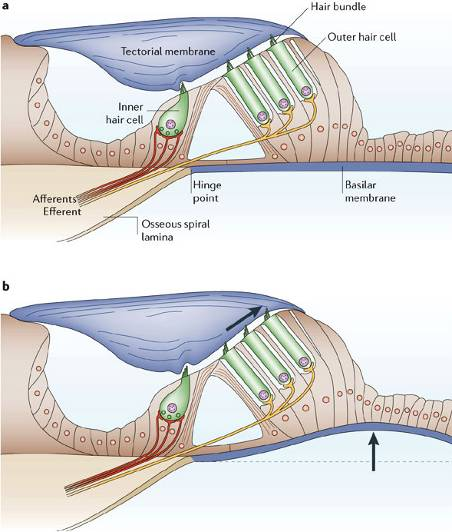 a
Hair bundle
Tectorial membrane
Outer hair cell
Inner
hair cell
Afferents
Efferent
Hinge
point
Basilar
membrane
Osseous spiral
lamina
b